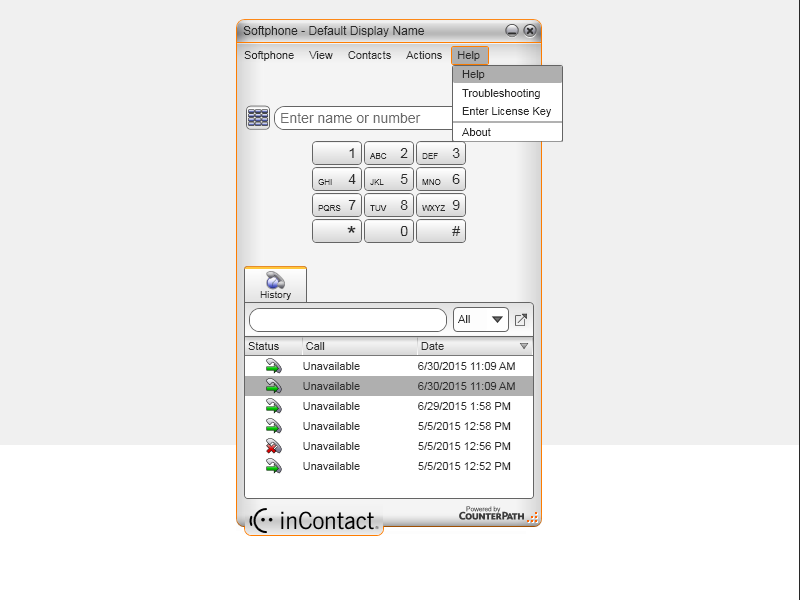 Softphone - Default Display Name
Softphone View Contacts Actions Help
Help
Troubleshooting
Enter License Key
About
Enter name or number
1 ABC 2 DEF 3
GHI 4 JKL 5 MNO 6
PQRS 7 TUV 8 WXYZ 9
* 0 #
History
All
Status Call Date
Unavailable 6/30/2015 11:09 AM
Unavailable 6/30/2015 11:09 AM
Unavailable 6/29/2015 1:58 PM
Unavailable 5/5/2015 12:58 PM
Unavailable 5/5/2015 12:56 PM
Unavailable 5/5/2015 12:52 PM
inContact
Powered by
COUNTERPATH